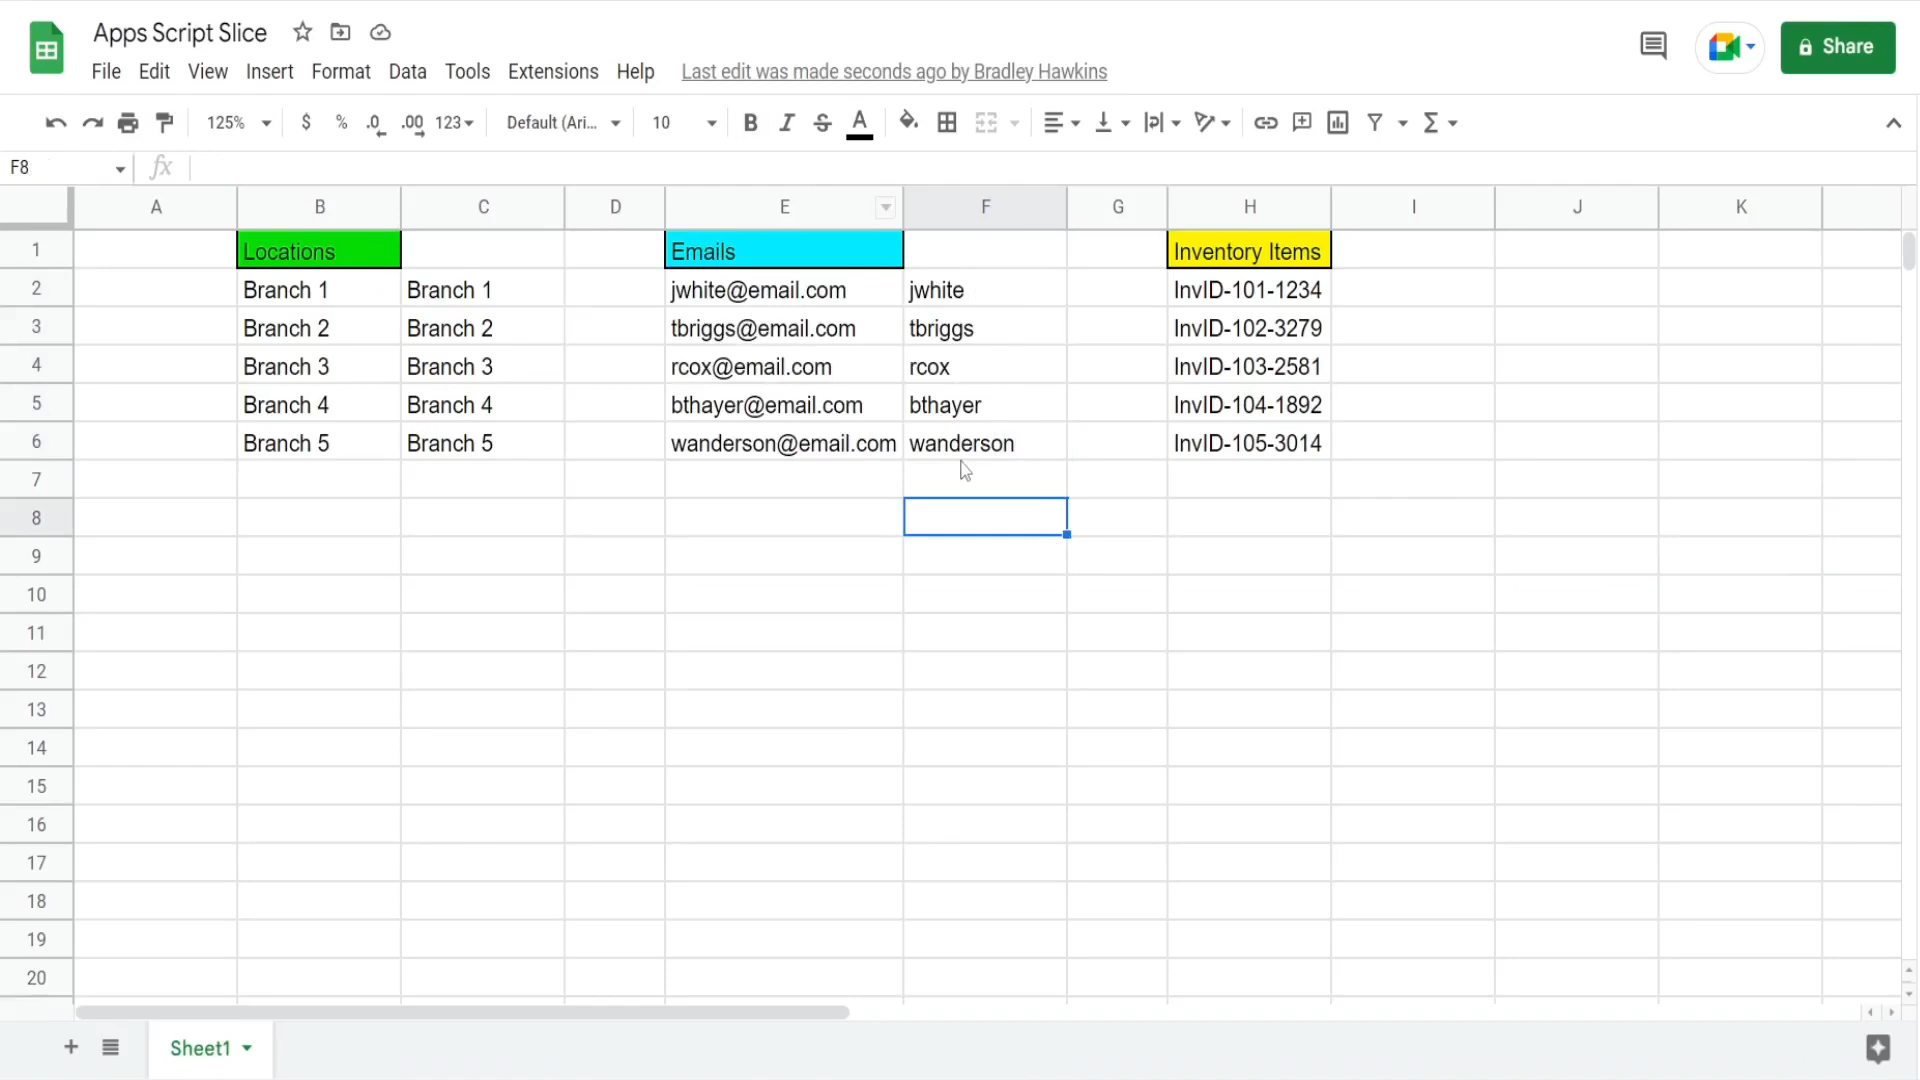 Apps Script Slice
Share
File Edit View Insert Format Data Tools Extensions Help Last edit was made seconds ago by Bradley Hawkins
125% $ % .0 .00 123 Default (Ari... 10 B I S A
F8 fx
A B C D E F G H I J K
1 Locations Emails Inventory Items
2 Branch 1 Branch 1 jwhite@email.com jwhite InvID-101-1234
3 Branch 2 Branch 2 tbriggs@email.com tbriggs InvID-102-3279
4 Branch 3 Branch 3 rcox@email.com rcox InvID-103-2581
5 Branch 4 Branch 4 bthayer@email.com bthayer InvID-104-1892
6 Branch 5 Branch 5 wanderson@email.com wanderson InvID-105-3014
7
8
9
10
11
12
13
14
15
16
17
18
19
20
Sheet1